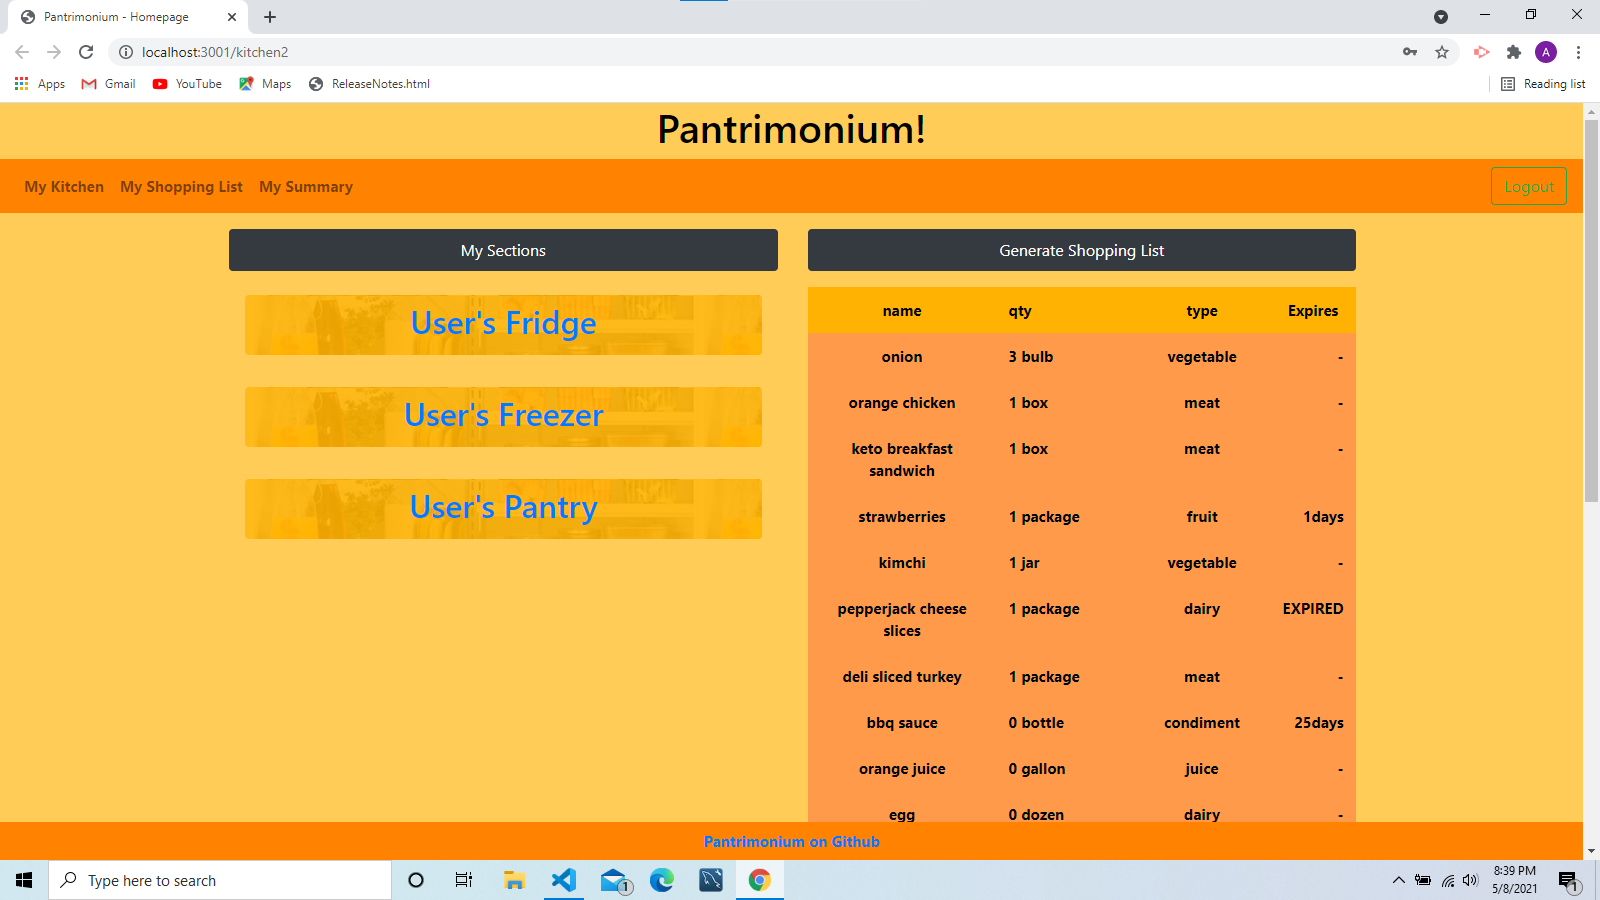 Pantrimonium - Homepage
localhost:3001/kitchen2
A
Apps Gmail YouTube Maps ReleaseNotes.html Reading list
Pantrimonium!
My Kitchen My Shopping List My Summary Logout
My Sections
User's Fridge
User's Freezer
User's Pantry
Generate Shopping List
name qty type Expires
onion 3 bulb vegetable -
orange chicken 1 box meat -
keto breakfast 1 box meat -
sandwich
strawberries 1 package fruit 1days
kimchi 1 jar vegetable -
pepperjack cheese 1 package dairy EXPIRED
slices
deli sliced turkey 1 package meat -
bbq sauce 0 bottle condiment 25days
orange juice 0 gallon juice -
egg 0 dozen dairy -
Pantrimonium on Github
Type here to search
1
8:39 PM
5/8/2021
1